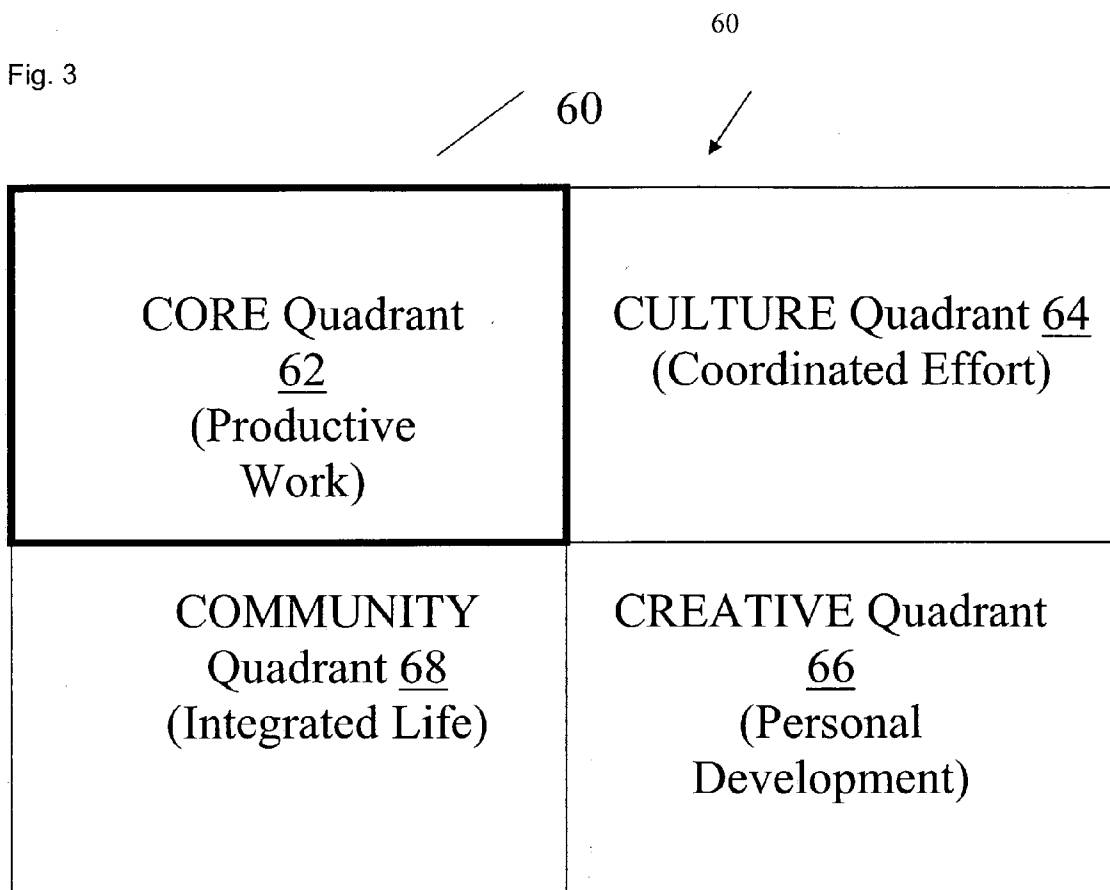 60
Fig. 3
60
CORE Quadrant
62
(Productive
Work)
CULTURE Quadrant 64
(Coordinated Effort)
COMMUNITY
Quadrant 68
(Integrated Life)
CREATIVE Quadrant
66
(Personal
Development)